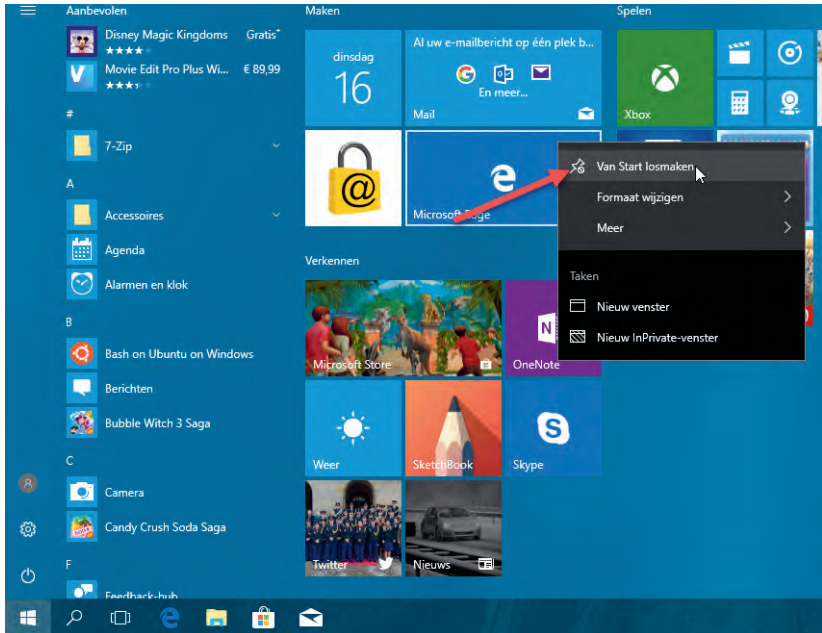 Aanbevolen
Disney Magic Kingdoms Gratis*
Movie Edit Pro Plus Wi... € 89,99
#
7-Zip
A
Accessoires
Agenda
Alarmen en klok
B
Bash on Ubuntu on Windows
Berichten
Bubble Witch 3 Saga
C
Camera
Candy Crush Soda Saga
F
Feedback-hub
Maken
dinsdag
16
Al uw e-mailbericht op één plek b...
En meer...
Mail
@
Microsoft Edge
Spelen
Xbox
Van Start losmaken
Formaat wijzigen
Meer
Taken
Nieuw venster
Nieuw InPrivate-venster
Verkennen
Microsoft Store
OneNote
Weer
SketchBook
Skype
Twitter
Nieuws